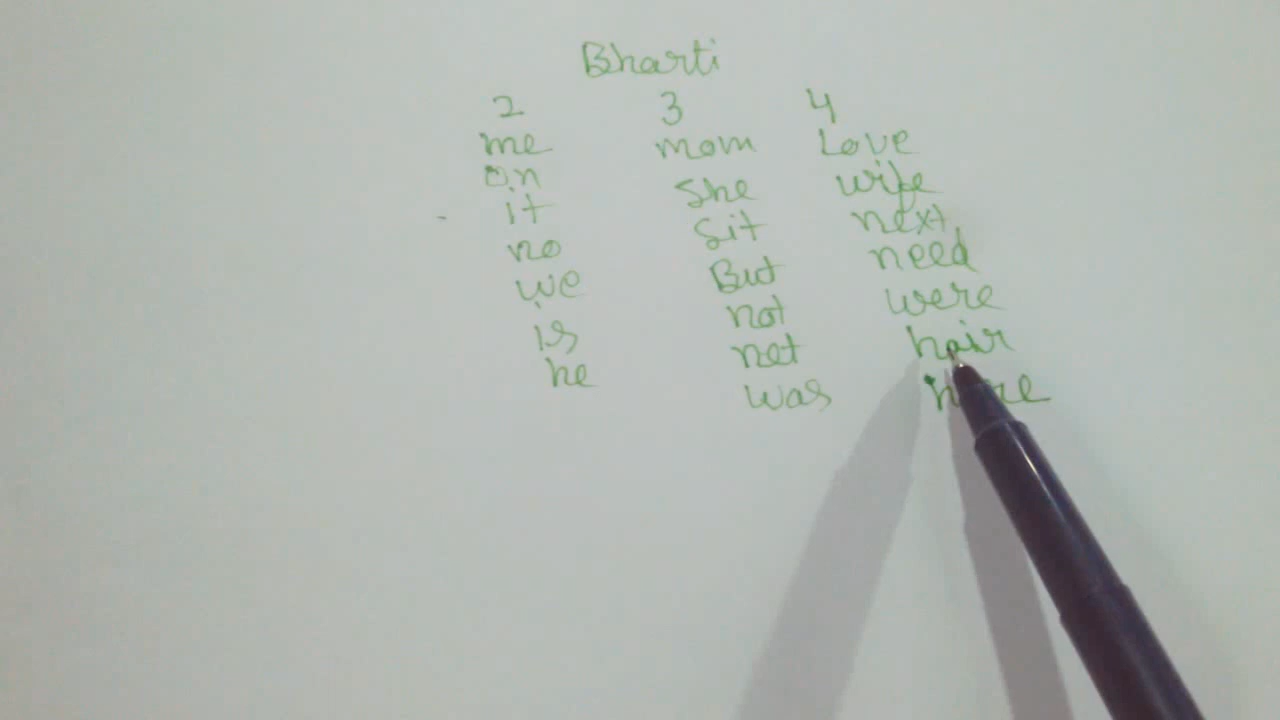 Bharti
2 3 4
me mom Love
on She wife
it Sit next
no But need
we not were
is net hair
he was here